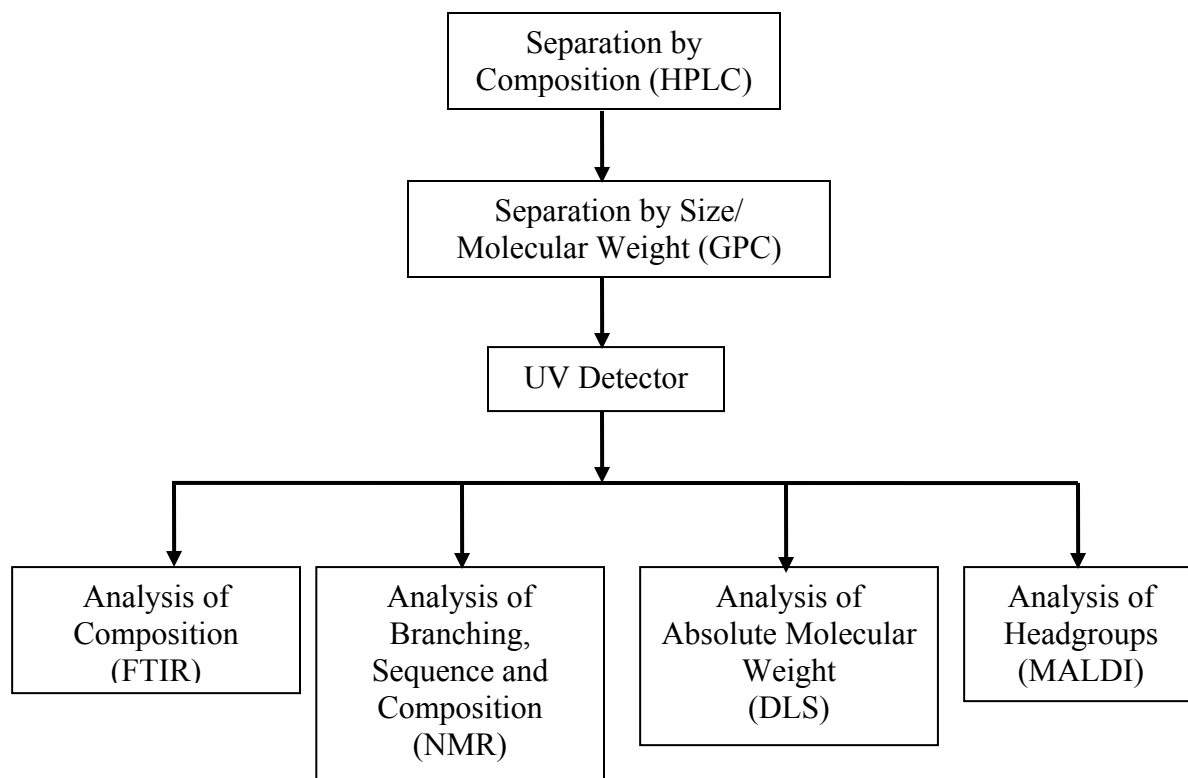 Separation by
Composition (HPLC)
Separation by Size/
Molecular Weight (GPC)
UV Detector
Analysis of
Composition
(FTIR)
Analysis of
Branching,
Sequence and
Composition
(NMR)
Analysis of
Absolute Molecular
Weight
(DLS)
Analysis of
Headgroups
(MALDI)